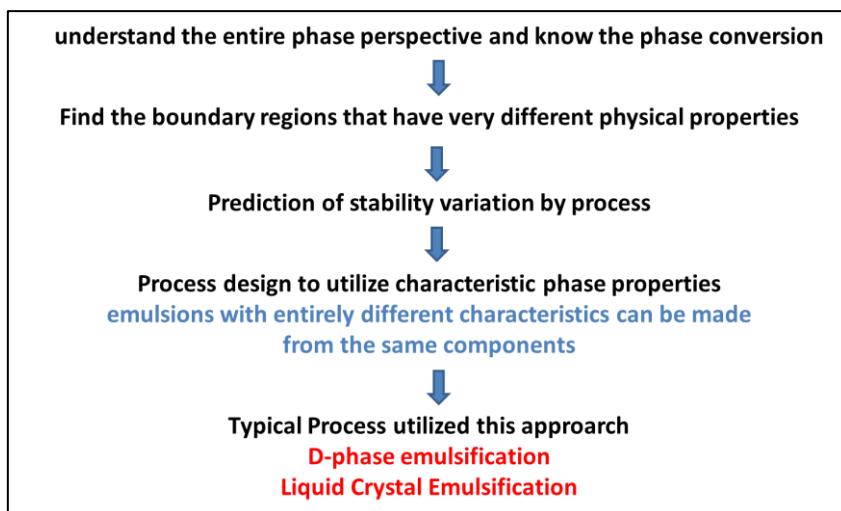 understand the entire phase perspective and know the phase conversion
Find the boundary regions that have very different physical properties
Prediction of stability variation by process
Process design to utilize characteristic phase properties
emulsions with entirely different characteristics can be made
from the same components
Typical Process utilized this approarch
D-phase emulsification
Liquid Crystal Emulsification